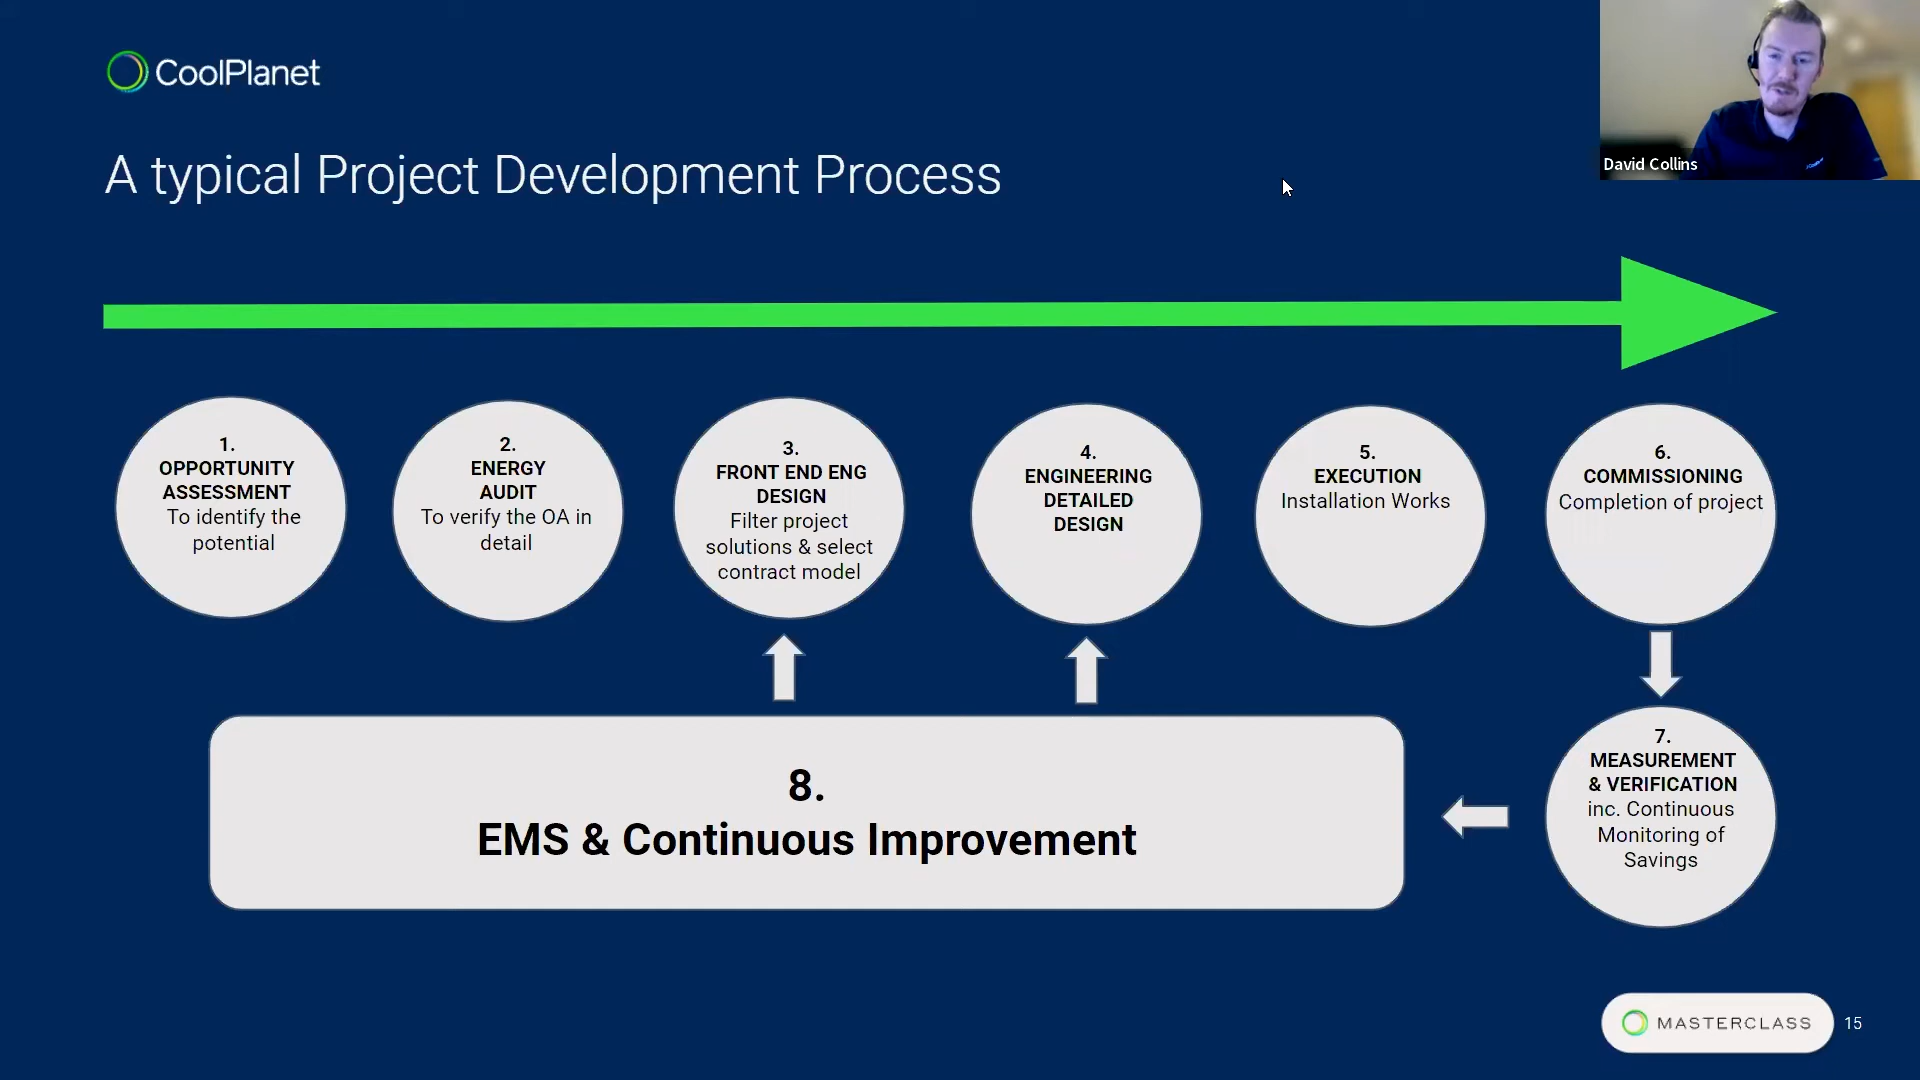 CoolPlanet
David Collins
A typical Project Development Process
1.
OPPORTUNITY
ASSESSMENT
To identify the
potential
2.
ENERGY
AUDIT
To verify the OA in
detail
3.
FRONT END ENG
DESIGN
Filter project
solutions & select
contract model
4.
ENGINEERING
DETAILED
DESIGN
5.
EXECUTION
Installation Works
6.
COMMISSIONING
Completion of project
7.
MEASUREMENT
& VERIFICATION
inc. Continuous
Monitoring of
Savings
8.
EMS & Continuous Improvement
MASTERCLASS
15